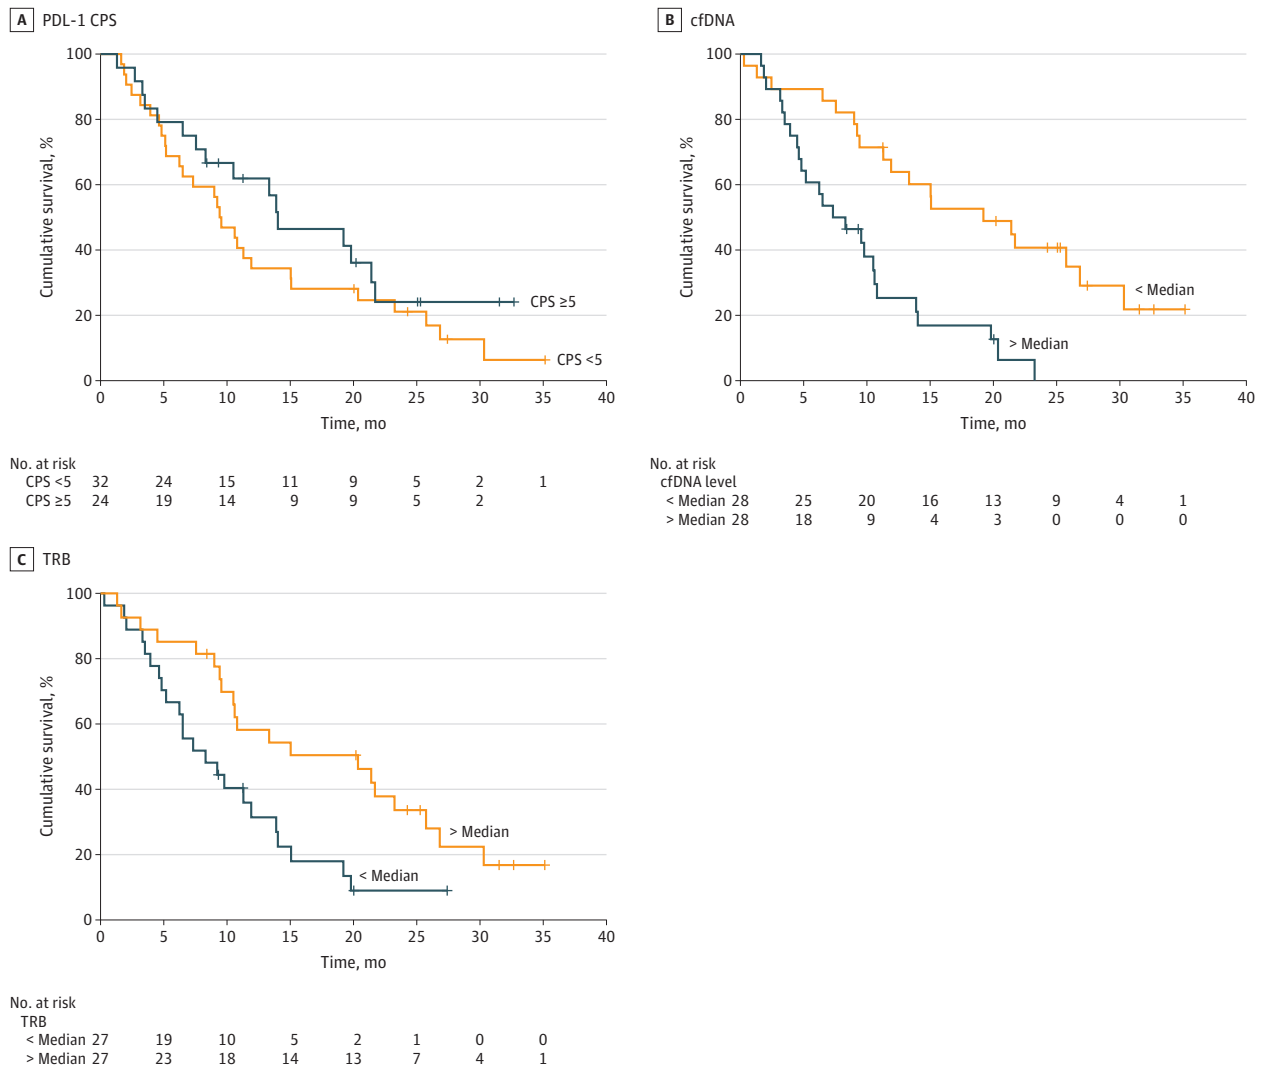 A PDL-1 CPS
100
80
60
40
20
0
Cumulative survival, %
CPS ≥5
CPS <5
0 5 10 15 20 25 30 35 40
Time, mo
No. at risk
CPS <5 32 24 15 11 9 5 2 1
CPS ≥5 24 19 14 9 9 5 2
B cfDNA
100
80
60
40
20
0
Cumulative survival, %
< Median
> Median
0 5 10 15 20 25 30 35 40
Time, mo
No. at risk
cfDNA level
< Median 28 25 20 16 13 9 4 1
> Median 28 18 9 4 3 0 0 0
C TRB
100
80
60
40
20
0
Cumulative survival, %
> Median
< Median
0 5 10 15 20 25 30 35 40
Time, mo
No. at risk
TRB
< Median 27 19 10 5 2 1 0 0
> Median 27 23 18 14 13 7 4 1